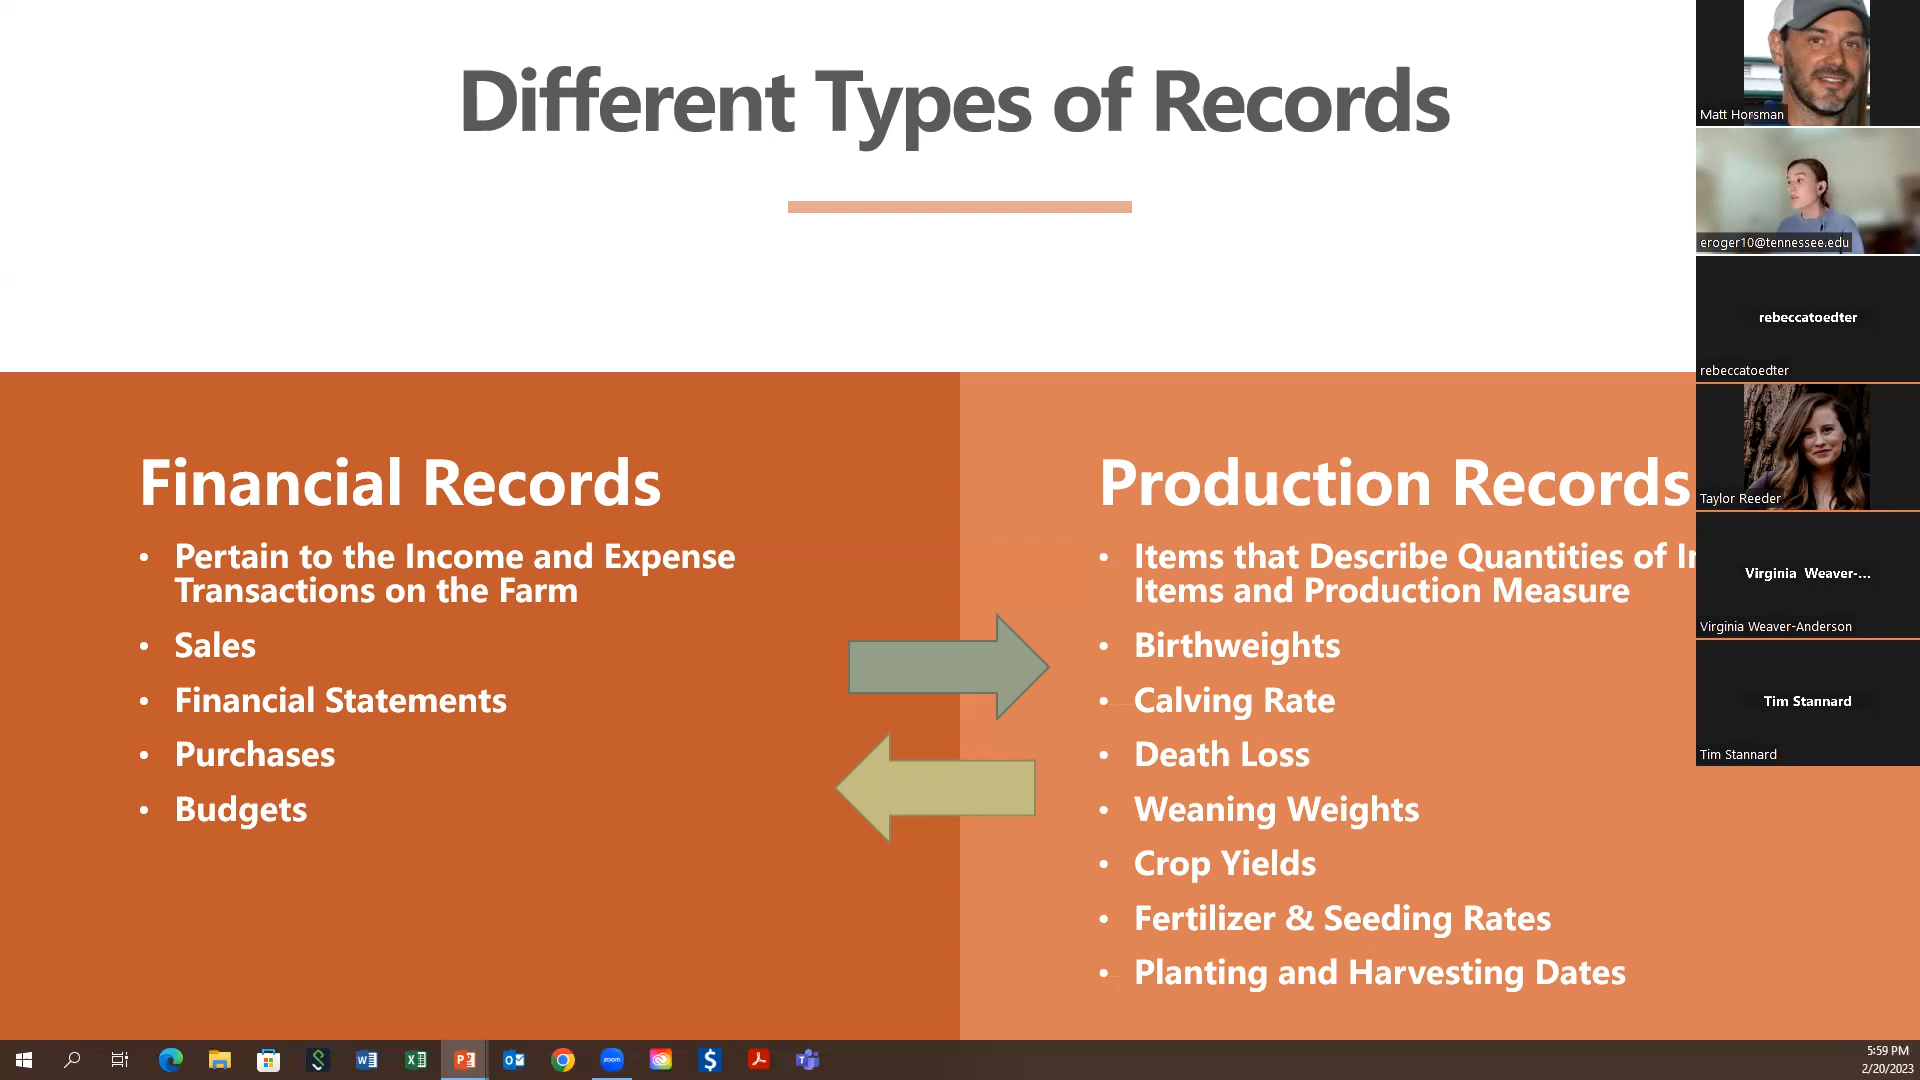 Different Types of Records
Financial Records
• Pertain to the Income and Expense
Transactions on the Farm
• Sales
• Financial Statements
• Purchases
• Budgets
Production Records
• Items that Describe Quantities of
Items and Production Measure
• Birthweights
• Calving Rate
• Death Loss
• Weaning Weights
• Crop Yields
• Fertilizer & Seeding Rates
• Planting and Harvesting Dates
Matt Horsman
eroger10@tennessee.edu
rebeccatoedter
rebeccatoedter
Taylor Reeder
Virginia Weaver-...
Virginia Weaver-Anderson
Tim Stannard
Tim Stannard
zoom
5:59 PM
2/20/2023